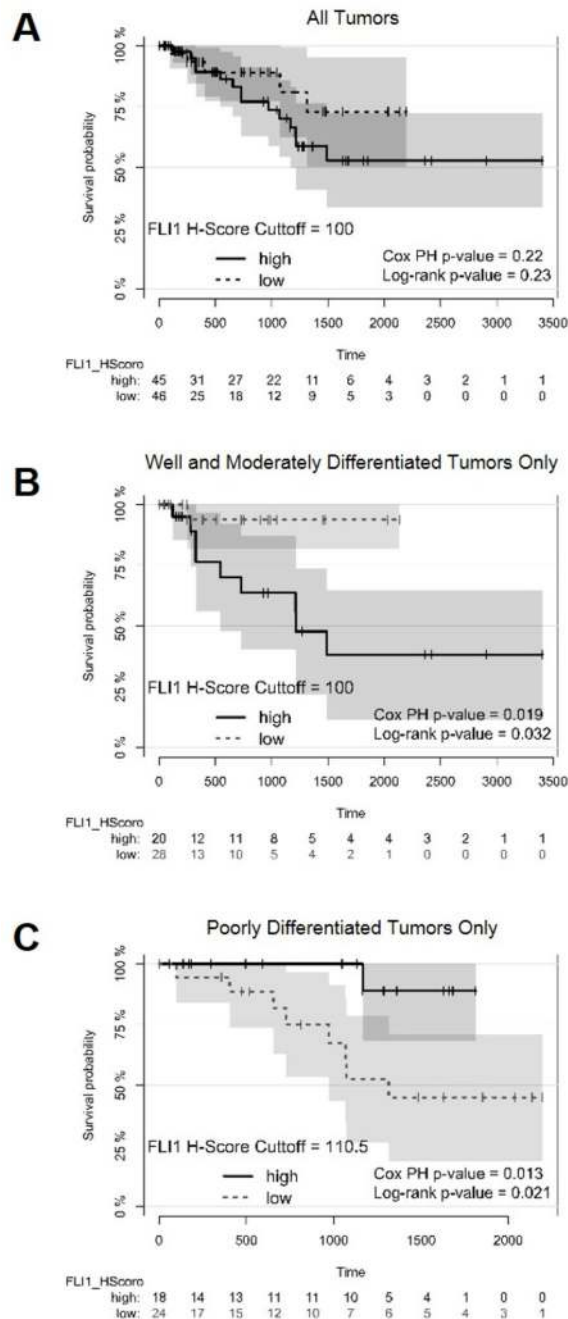 A
All Tumors
100 %
75 %
50 %
25 %
0 %
Survival probability
FLI1 H-Score Cuttoff = 100
high
low
Cox PH p-value = 0.22
Log-rank p-value = 0.23
0 500 1000 1500 2000 2500 3000 3500
Time
FLI1_HScoro
high: 45 31 27 22 11 6 4 3 2 1 1
low: 46 25 18 12 9 5 3 0 0 0 0
B
Well and Moderately Differentiated Tumors Only
100 %
75 %
50 %
25 %
0 %
Survival probability
FLI1 H-Score Cuttoff = 100
high
low
Cox PH p-value = 0.019
Log-rank p-value = 0.032
0 500 1000 1500 2000 2500 3000 3500
Time
FLI1_HScoro
high: 20 12 11 8 5 4 4 3 2 1 1
low: 28 13 10 5 4 2 1 0 0 0 0
C
Poorly Differentiated Tumors Only
100 %
75 %
50 %
25 %
0 %
Survival probability
FLI1 H-Score Cuttoff = 110.5
high
low
Cox PH p-value = 0.013
Log-rank p-value = 0.021
0 500 1000 1500 2000
Time
FLI1_HScoro
high: 18 14 13 11 11 10 5 4 1 0 0
low: 24 17 15 12 10 7 6 5 4 3 1